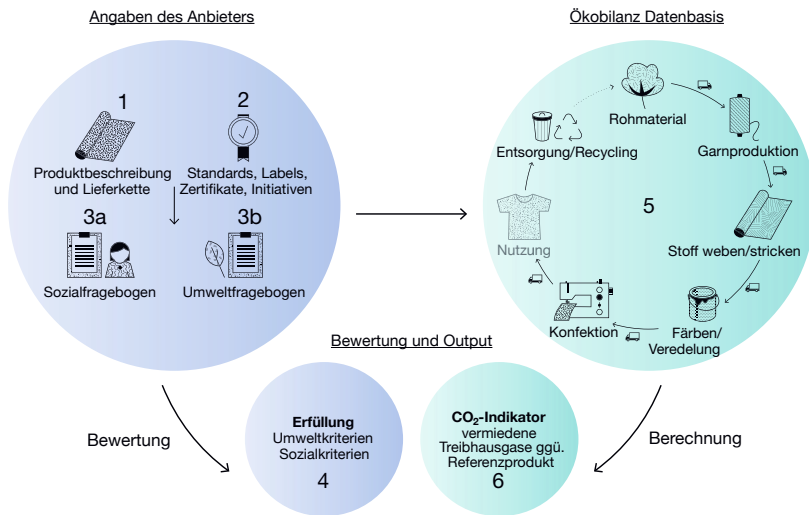 Angaben des Anbieters
Ökobilanz Datenbasis
1
2
Produktbeschreibung
und Lieferkette
Standards, Labels,
Zertifikate, Initiativen
3a
3b
Sozialfragebogen
Umweltfragebogen
Rohmaterial
Garnproduktion
Stoff weben/stricken
Färben/
Veredelung
Konfektion
Nutzung
Entsorgung/Recycling
5
Bewertung und Output
Bewertung
Erfüllung
Umweltkriterien
Sozialkriterien
4
CO₂-Indikator
vermiedene
Treibhausgase ggü.
Referenzprodukt
6
Berechnung